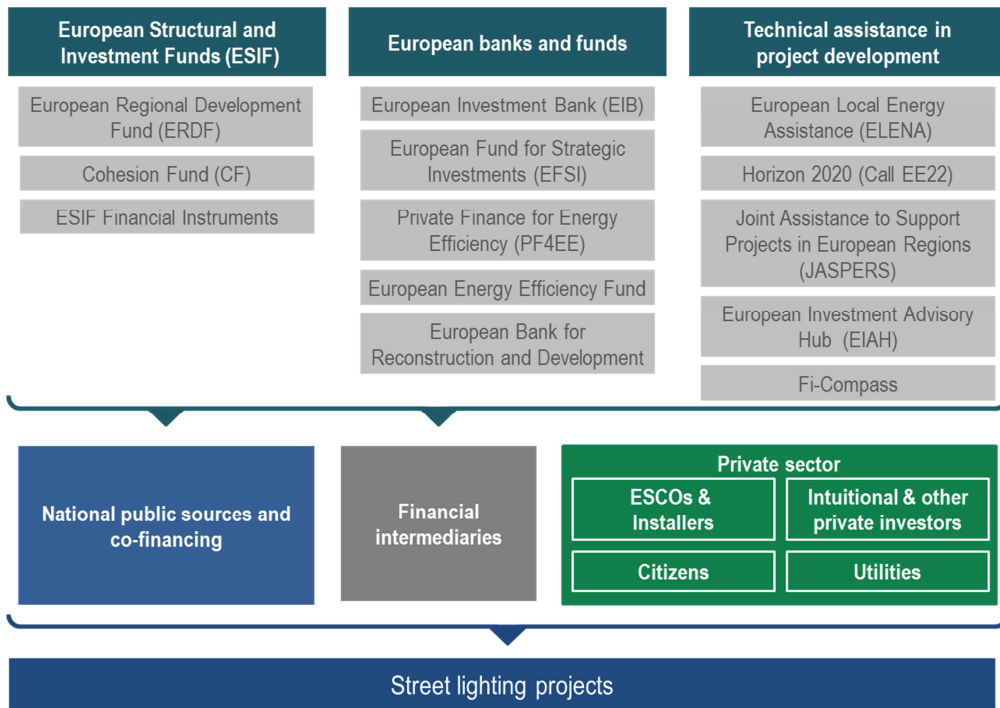 European Structural and
Investment Funds (ESIF)
European Regional Development
Fund (ERDF)
Cohesion Fund (CF)
ESIF Financial Instruments
European banks and funds
European Investment Bank (EIB)
European Fund for Strategic
Investments (EFSI)
Private Finance for Energy
Efficiency (PF4EE)
European Energy Efficiency Fund
European Bank for
Reconstruction and Development
Technical assistance in
project development
European Local Energy
Assistance (ELENA)
Horizon 2020 (Call EE22)
Joint Assistance to Support
Projects in European Regions
(JASPERS)
European Investment Advisory
Hub (EIAH)
Fi-Compass
National public sources and
co-financing
Financial
intermediaries
Private sector
ESCOs &
Installers
Intuitional & other
private investors
Citizens
Utilities
Street lighting projects